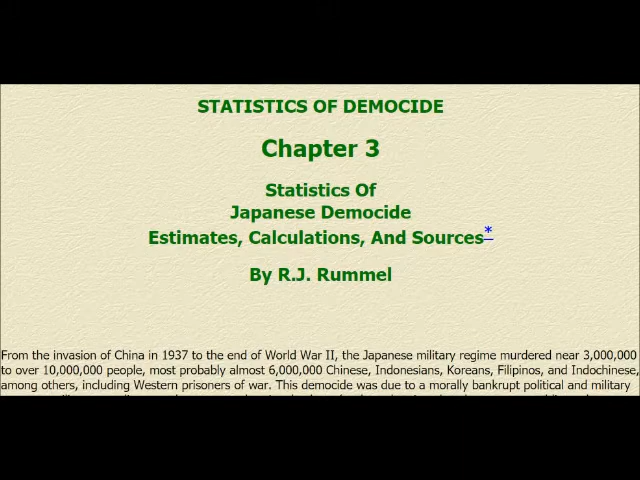 STATISTICS OF DEMOCIDE
Chapter 3
Statistics Of
Japanese Democide
Estimates, Calculations, And Sources*
By R.J. Rummel
From the invasion of China in 1937 to the end of World War II, the Japanese military regime murdered near 3,000,000
to over 10,000,000 people, most probably almost 6,000,000 Chinese, Indonesians, Koreans, Filipinos, and Indochinese,
among others, including Western prisoners of war. This democide was due to a morally bankrupt political and military